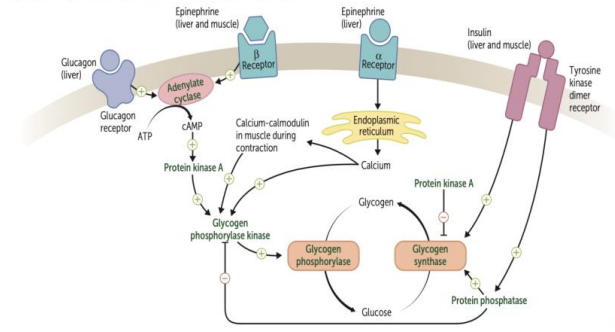 Epinephrine
(liver and muscle)
Epinephrine
(liver)
Insulin
(liver and muscle)
Glucagon
(liver)
β
Receptor
α
Receptor
Tyrosine
kinase
dimer
receptor
+
+
Adenylate
cyclase
Glucagon
receptor
ATP
cAMP
Calcium-calmodulin
in muscle during
contraction
Endoplasmic
reticulum
+
Calcium
Protein kinase A
+
+
+
Protein kinase A
−
+
Glycogen
Glycogen
phosphorylase kinase
+
Glycogen
phosphorylase
Glycogen
synthase
+
−
+
Glucose
Protein phosphatase